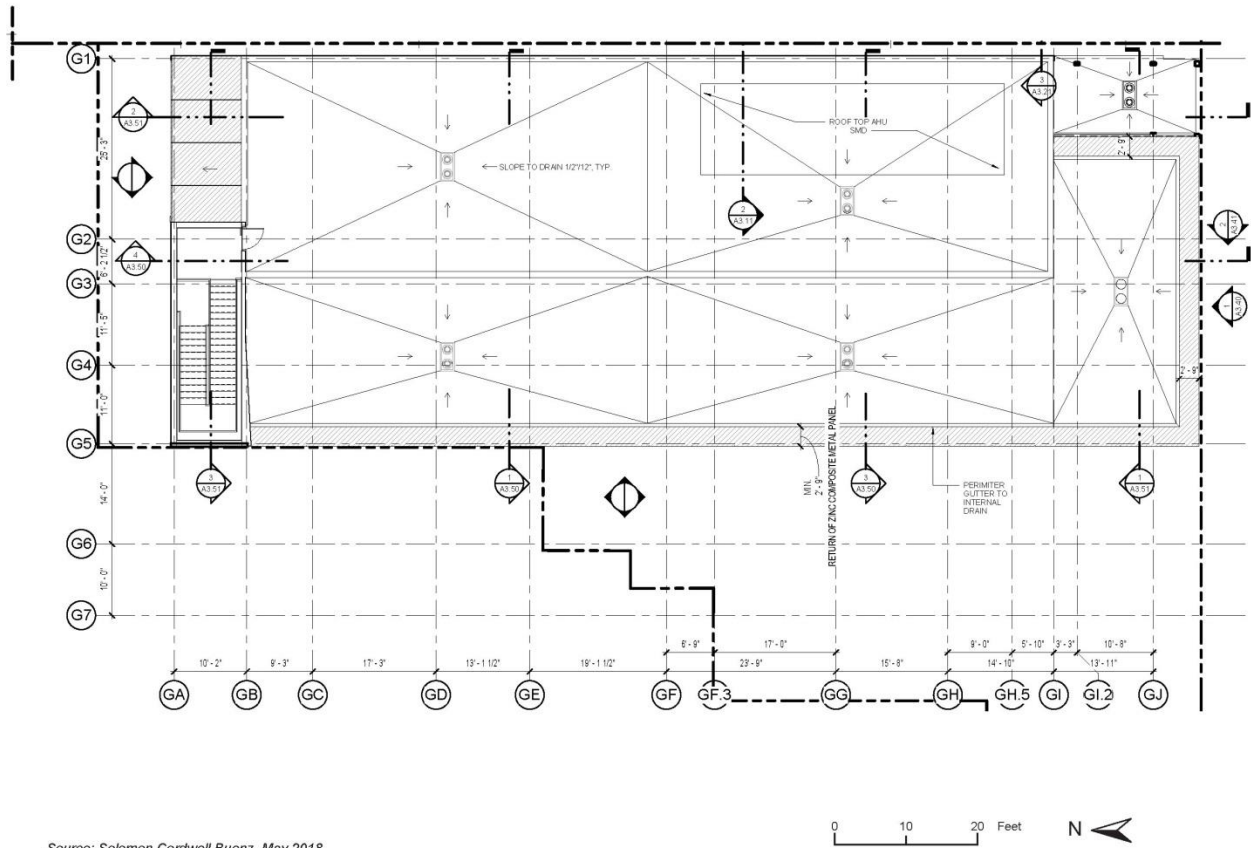 G1
3
A3.21
2
A3.51
25' - 3"
ROOF TOP AHU
SMD
2' - 9"
SLOPE TO DRAIN 1/2"/12", TYP.
2
A3.11
G2
2
A3.41
4
A3.50
6' - 2 1/2"
G3
1
A3.40
11' - 5"
G4
2' - 9"
11' - 0"
G5
3
A3.51
1
A3.50
MIN.
2' - 9"
RETURN OF ZINC COMPOSITE METAL PANEL
3
A3.50
PERIMITER
GUTTER TO
INTERNAL
DRAIN
1
A3.51
14' - 0"
G6
10' - 0"
G7
6' - 9"
17' - 0"
9' - 0"
5' - 10"
3' - 3"
10' - 8"
10' - 2"
9' - 3"
17' - 3"
13' - 1 1/2"
19' - 1 1/2"
23' - 9"
15' - 8"
14' - 10"
13' - 11"
GA
GB
GC
GD
GE
GF
GF.3
GG
GH
GH.5
GI
GI.2
GJ
0 10 20 Feet
N
Source: Solomon Cordwell Buenz, May 2018